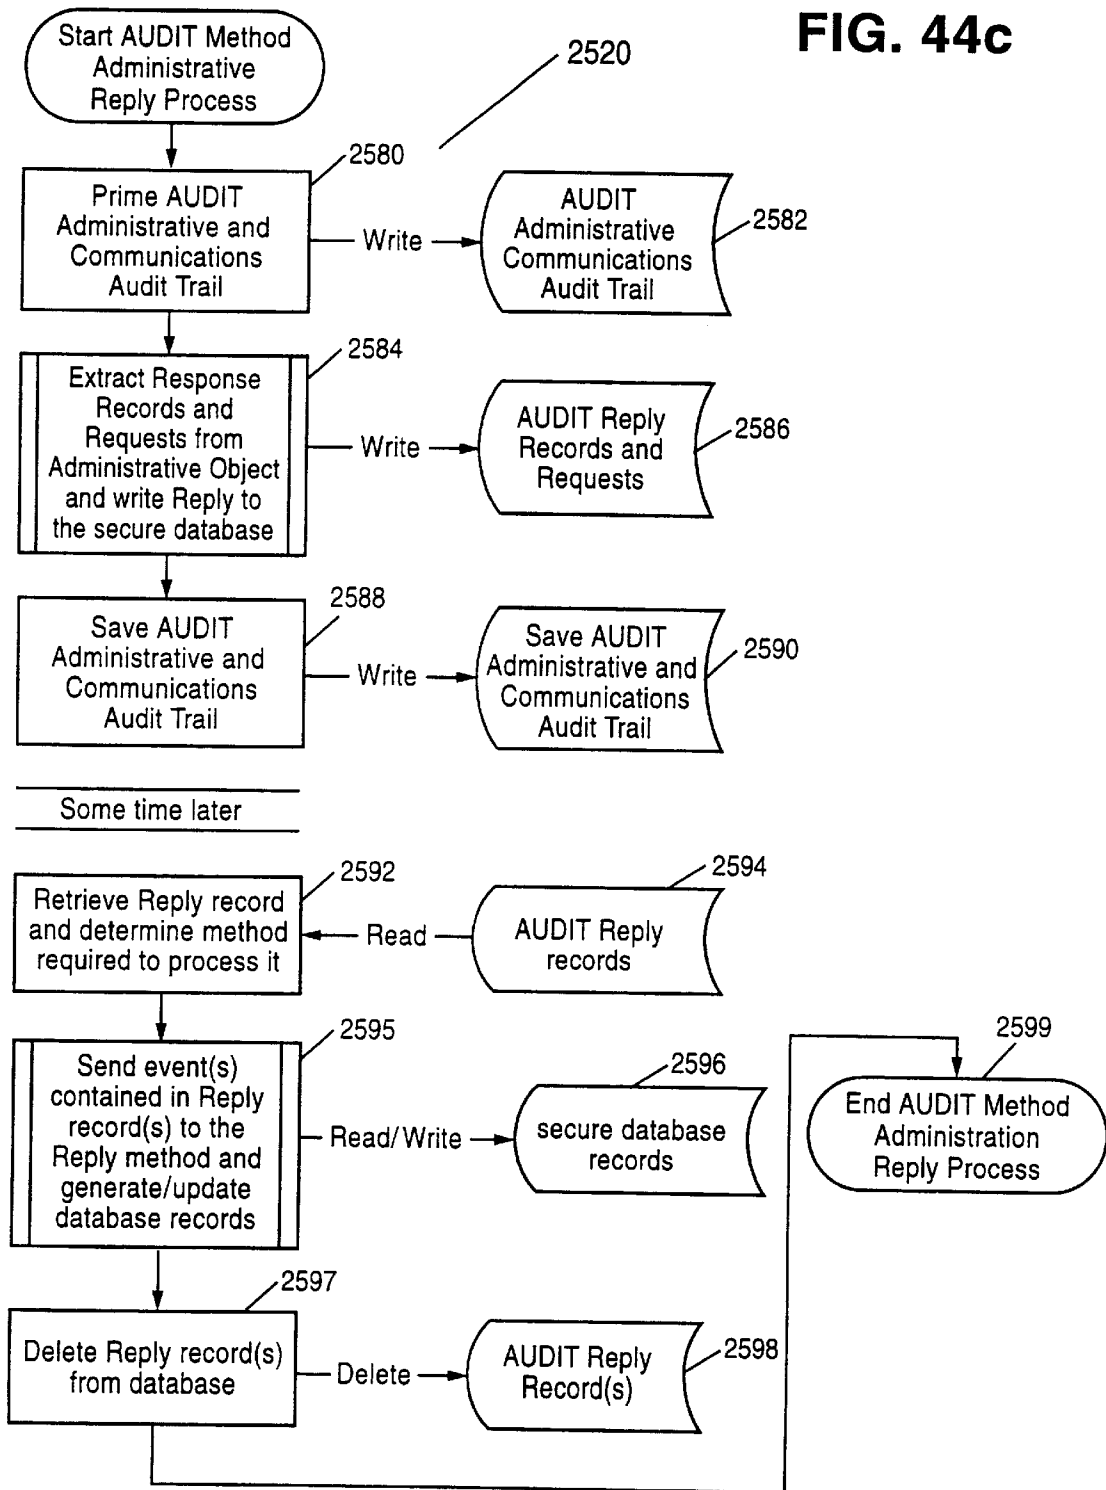 FIG. 44c
Start AUDIT Method
Administrative
Reply Process
2520
2580
Prime AUDIT
Administrative and
Communications
Audit Trail
Write
AUDIT
Administrative
Communications
Audit Trail
2582
2584
Extract Response
Records and
Requests from
Administrative Object
and write Reply to
the secure database
Write
AUDIT Reply
Records and
Requests
2586
2588
Save AUDIT
Administrative and
Communications
Audit Trail
Write
Save AUDIT
Administrative and
Communications
Audit Trail
2590
Some time later
2592
Retrieve Reply record
and determine method
required to process it
Read
2594
AUDIT Reply
records
2595
Send event(s)
contained in Reply
record(s) to the
Reply method and
generate/update
database records
Read/Write
2596
secure database
records
2597
Delete Reply record(s)
from database
Delete
AUDIT Reply
Record(s)
2598
2599
End AUDIT Method
Administration
Reply Process